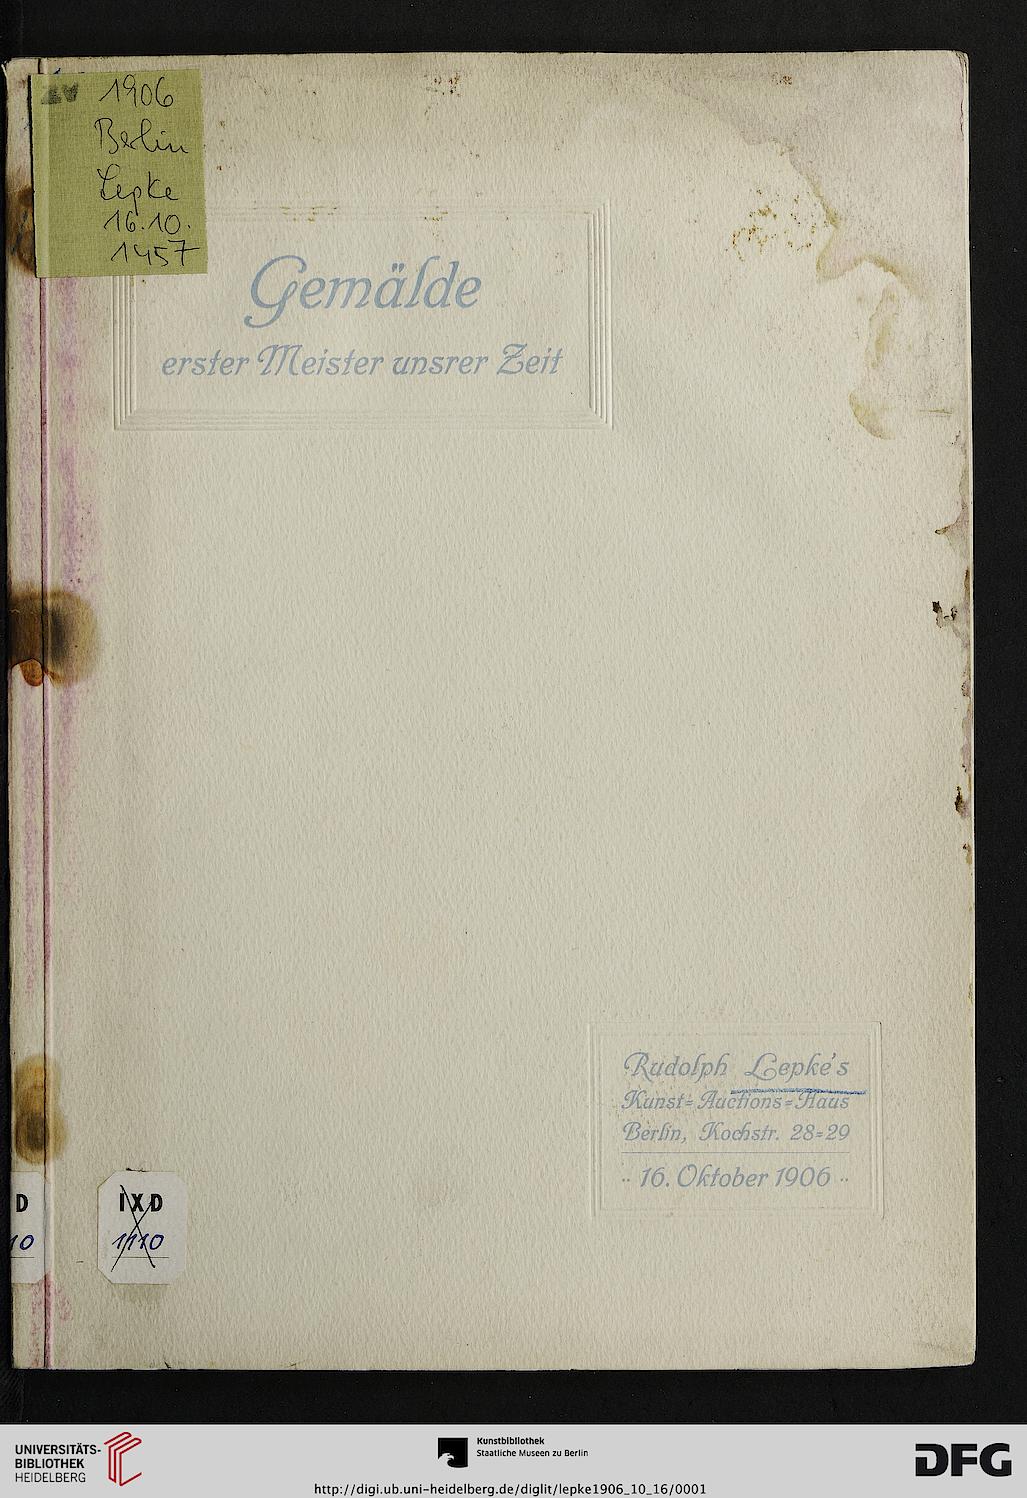 1906
Berlin
Lepke
16.10.
1457
Gemälde
erster Meister unsrer Zeit
Rudolph Lepke's
Kunst=Auctions=Haus
Berlin, Kochstr. 28=29
·· 16. Oktober 1906 ··
D
10
IXD
1110
UNIVERSITÄTS-
BIBLIOTHEK
HEIDELBERG
Kunstbibliothek
Staatliche Museen zu Berlin
DFG
http://digi.ub.uni-heidelberg.de/diglit/lepke1906_10_16/0001